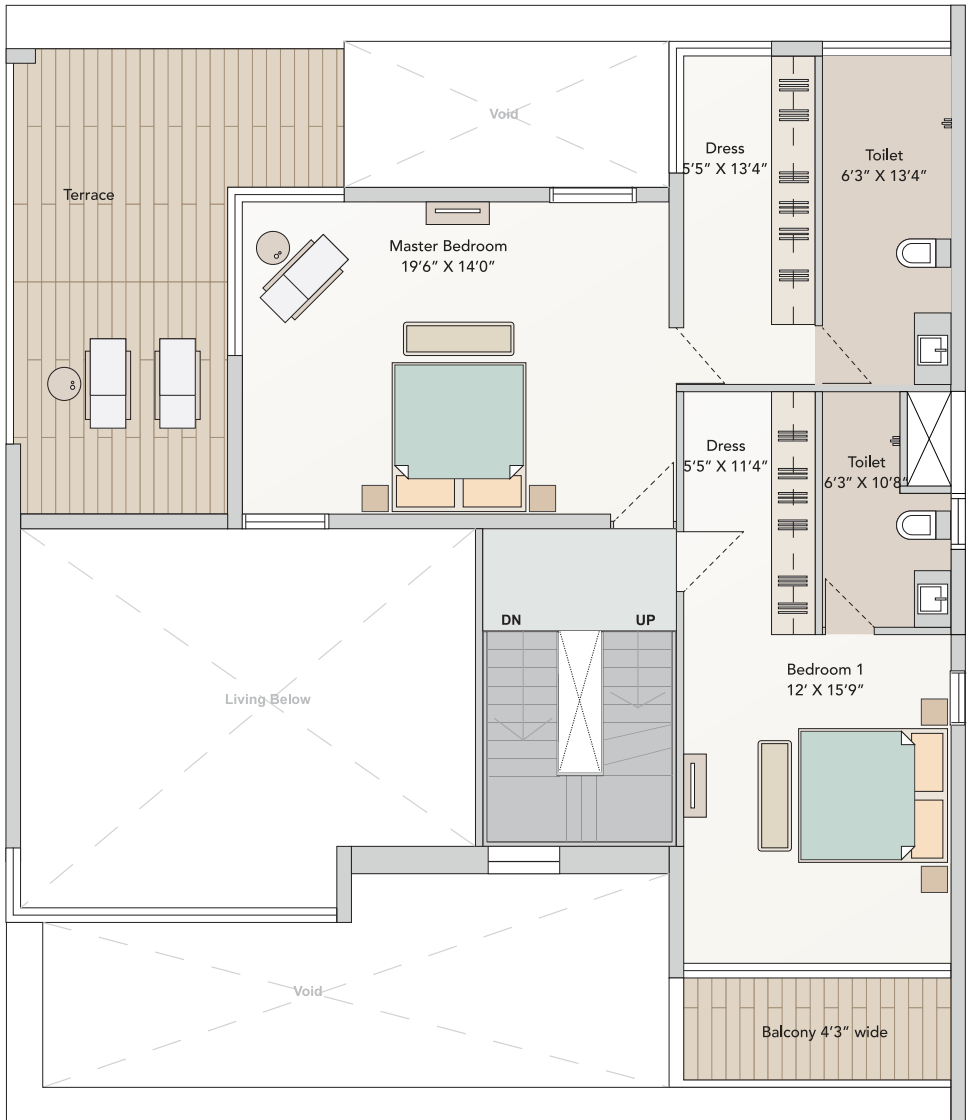 Void
Dress
5'5” X 13'4”
Toilet
6'3” X 13'4”
Terrace
Master Bedroom
19'6” X 14'0”
Dress
5'5” X 11'4”
Toilet
6'3” X 10'8"
DN
UP
Living Below
Bedroom 1
12' X 15'9”
Void
Balcony 4'3” wide